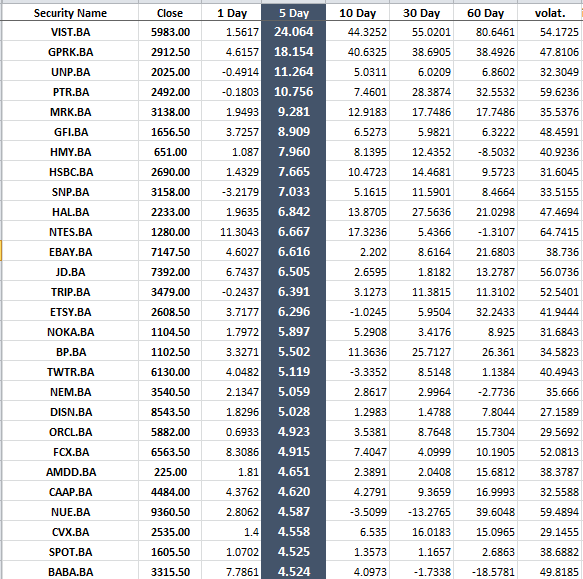 Security Name Close 1 Day 5 Day 10 Day 30 Day 60 Day volat.
VIST.BA 5983.00 1.5617 24.064 44.3252 55.0201 80.6461 54.1725
GPRK.BA 2912.50 4.6157 18.154 40.6325 38.6905 38.4926 47.8106
UNP.BA 2025.00 -0.4914 11.264 5.0311 6.0209 6.8602 32.3049
PTR.BA 2492.00 -0.1803 10.756 7.4601 28.3874 32.5532 59.6236
MRK.BA 3138.00 1.9493 9.281 12.9183 17.7486 17.7486 35.5376
GFI.BA 1656.50 3.7257 8.909 6.5273 5.9821 6.3222 48.4591
HMY.BA 651.00 1.087 7.960 8.1395 12.4352 -8.5032 40.9236
HSBC.BA 2690.00 1.4329 7.665 10.4723 14.4681 9.5723 31.6045
SNP.BA 3158.00 -3.2179 7.033 5.1615 11.5901 8.4664 33.5155
HAL.BA 2233.00 1.9635 6.842 13.8705 27.5636 21.0298 47.4694
NTES.BA 1280.00 11.3043 6.667 17.3236 5.4366 -1.3107 64.7415
EBAY.BA 7147.50 4.6027 6.616 2.202 8.6164 21.6803 38.736
JD.BA 7392.00 6.7437 6.505 2.6595 1.8182 13.2787 56.0736
TRIP.BA 3479.00 -0.2437 6.391 3.1273 11.3815 11.3102 52.5401
ETSY.BA 2608.50 3.7177 6.296 -1.0245 5.9504 32.2433 41.9444
NOKA.BA 1104.50 1.7972 5.897 5.2908 3.4176 8.925 31.6843
BP.BA 1102.50 3.3271 5.502 11.3636 25.7127 26.361 34.5823
TWTR.BA 6130.00 4.0482 5.119 -3.3352 8.5148 1.1384 40.4943
NEM.BA 3540.50 2.1347 5.059 2.8617 2.9964 -2.7736 35.666
DISN.BA 8543.50 1.8296 5.028 1.2983 1.4788 7.8044 27.1589
ORCL.BA 5882.00 0.6933 4.923 3.5381 8.7648 15.7304 29.5692
FCX.BA 6563.50 8.3086 4.915 7.4047 4.0999 10.1905 52.0813
AMDD.BA 225.00 1.81 4.651 2.3891 2.0408 15.6812 38.3787
CAAP.BA 4484.00 4.3762 4.620 4.2791 9.3659 16.9993 32.5588
NUE.BA 9360.50 2.8062 4.587 -3.5099 -13.2765 39.6048 59.4894
CVX.BA 2535.00 1.4 4.558 6.535 16.0183 15.0965 29.1455
SPOT.BA 1605.50 1.0702 4.525 1.3573 1.1657 2.6863 38.6882
BABA.BA 3315.50 7.7861 4.524 4.0973 -1.7338 -18.5781 49.8185